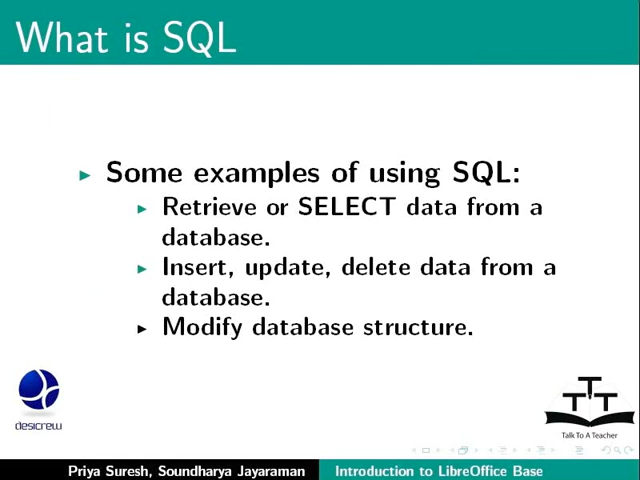 What is SQL
Some examples of using SQL:
Retrieve or SELECT data from a
database.
Insert, update, delete data from a
database.
Modify database structure.
desicrew
TTT
Talk To A Teacher
Priya Suresh, Soundharya Jayaraman
Introduction to LibreOffice Base